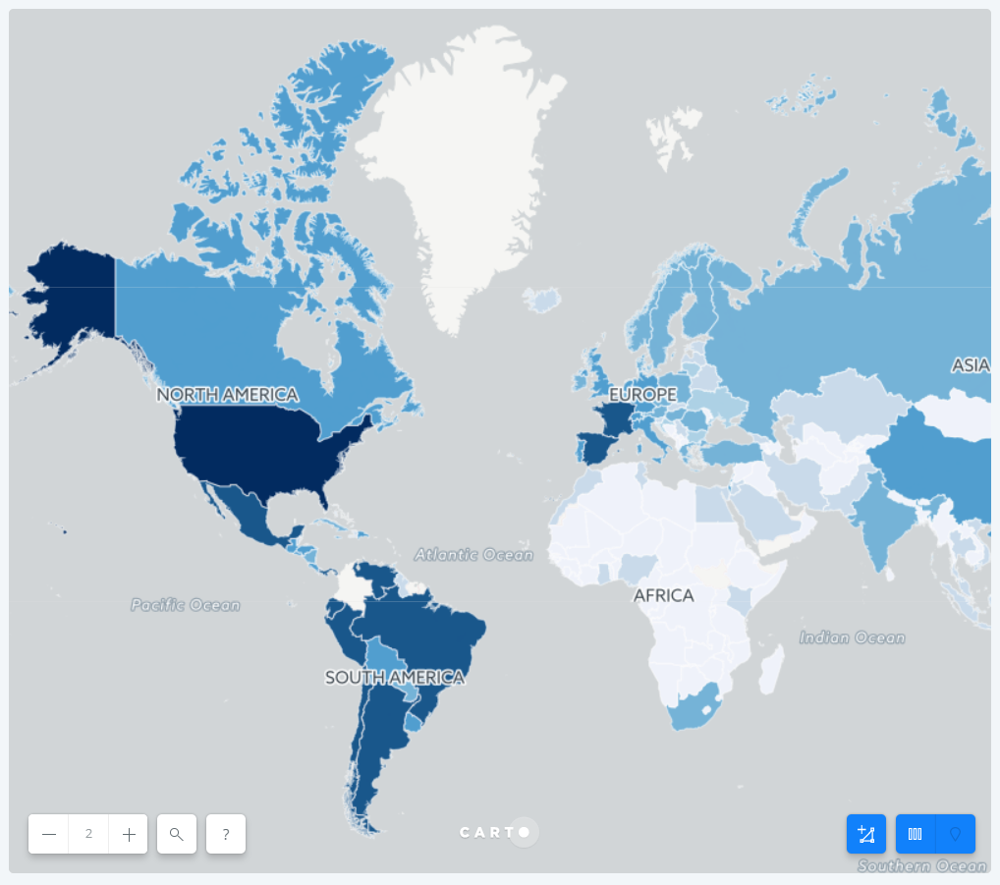 ASIA
NORTH AMERICA
EUROPE
Atlantic Ocean
AFRICA
Pacific Ocean
Indian Ocean
SOUTH AMERICA
2
?
CARTO
Southern Ocean